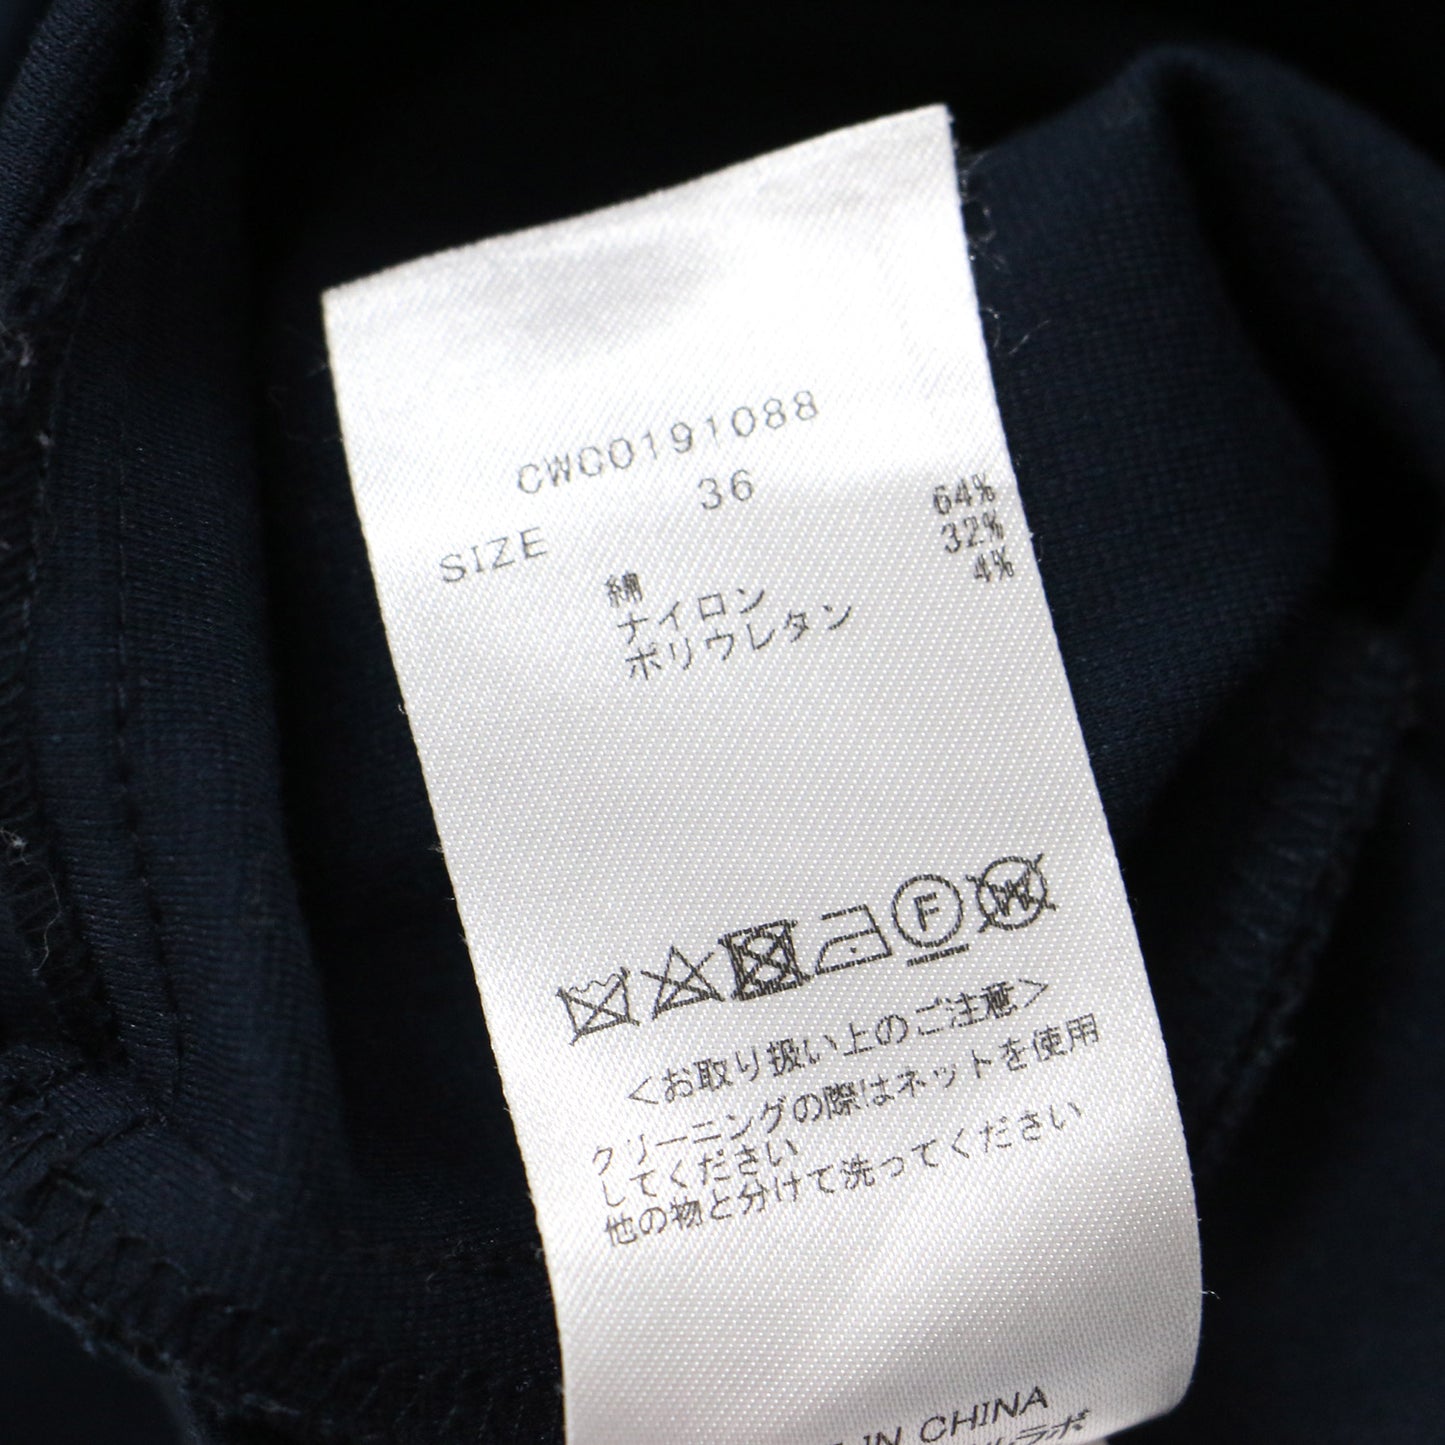 CWC0191088
SIZE 36
綿 64%
ナイロン 32%
ポリウレタン 4%
F
W
<お取り扱い上のご注意>
クリーニングの際はネットを使用
してください
他の物と分けて洗ってください
IN CHINA